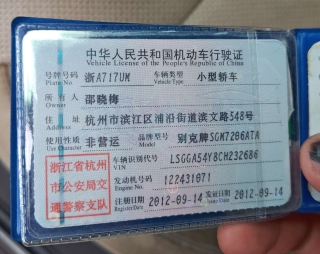 中华人民共和国机动车行驶证
Vehicle License of the People's Republic of China
号牌号码 浙A717UM 车辆类型 小型轿车
Plate No. Vehicle Type
所有人 邵晓梅
Owner
住址 杭州市滨江区浦沿街道滨文路548号
Address
使用性质 非营运 品牌型号 别克牌SGM7206ATA
Use Character Model
浙江省杭州市公安局交通警察支队
车辆识别代号 LSGGA54Y8CH232686
VIN
发动机号码 122431071
Engine No.
注册日期 2012-09-14 发证日期 2012-09-14
Register Date Issue Date